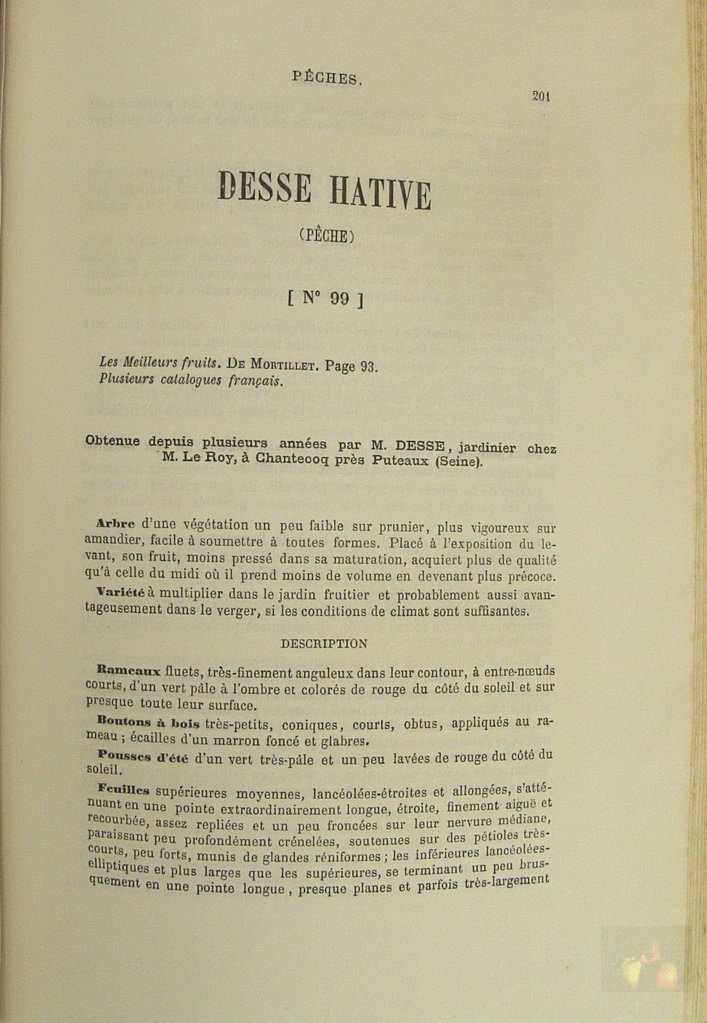 PÊCHES.
201
DESSE HATIVE
(PÊCHE)
[ N° 99 ]
Les Meilleurs fruits. DE MORTILLET. Page 93.
Plusieurs catalogues français.
Obtenue depuis plusieurs années par M. DESSE, jardinier chez
M. Le Roy, à Chantecoq près Puteaux (Seine).
Arbre d'une végétation un peu faible sur prunier, plus vigoureux sur
amandier, facile à soumettre à toutes formes. Placé à l'exposition du le-
vant, son fruit, moins pressé dans sa maturation, acquiert plus de qualité
qu'à celle du midi où il prend moins de volume en devenant plus précoce.
Variété à multiplier dans le jardin fruitier et probablement aussi avan-
tageusement dans le verger, si les conditions de climat sont suffisantes.
DESCRIPTION
Rameaux fluets, très-finement anguleux dans leur contour, à entre-nœuds
courts, d'un vert pâle à l'ombre et colorés de rouge du côté du soleil et sur
presque toute leur surface.
Boutons à bois très-petits, coniques, courts, obtus, appliqués au ra-
meau ; écailles d'un marron foncé et glabres.
Pousses d'été d'un vert très-pâle et un peu lavées de rouge du côté du
soleil.
Feuilles supérieures moyennes, lancéolées-étroites et allongées, s'atté-
nuant en une pointe extraordinairement longue, étroite, finement aiguë et
recourbée, assez repliées et un peu froncées sur leur nervure médiane,
paraissant peu profondément crénelées, soutenues sur des pétioles très-
courts, peu forts, munis de glandes réniformes ; les inférieures lancéolées-
elliptiques et plus larges que les supérieures, se terminant un peu brus-
quement en une pointe longue, presque planes et parfois très-largement